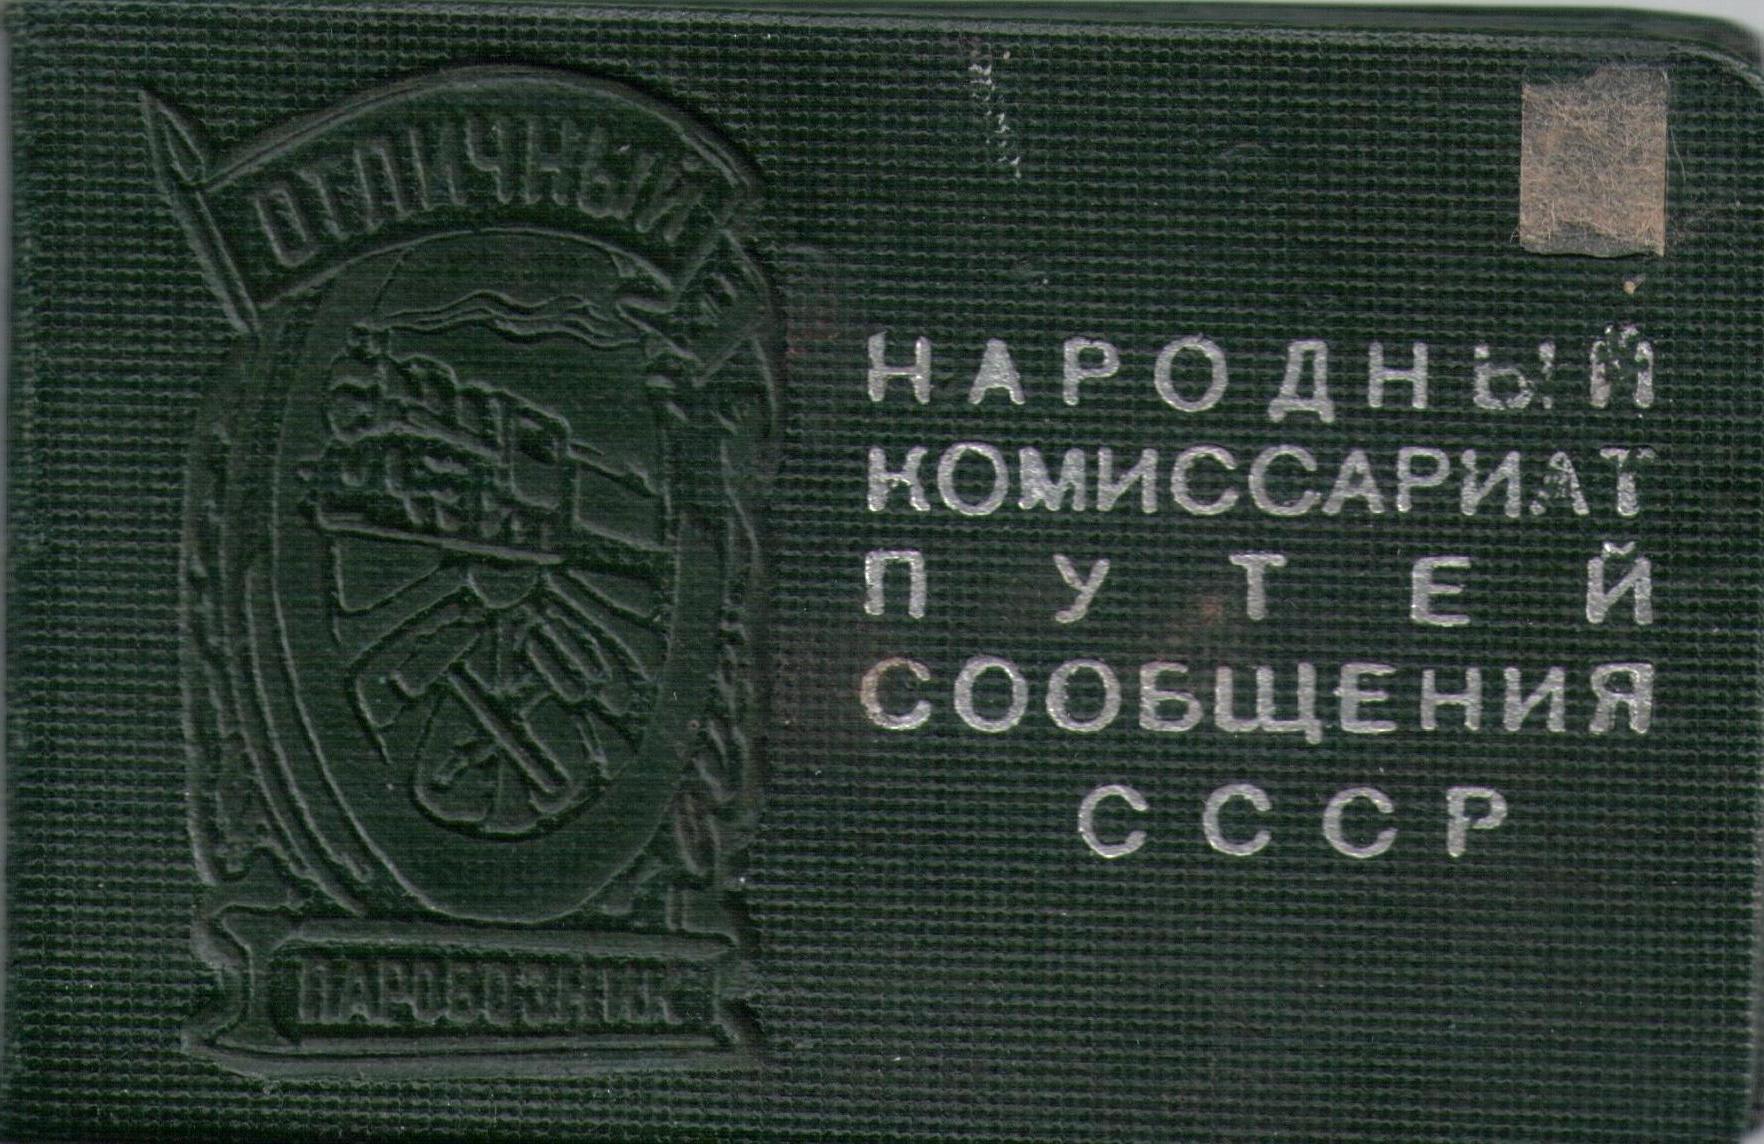 ОТЛИЧНЫЙ
ПАРОВОЗНИК
НАРОДНЫЙ
КОМИССАРИАТ
ПУТЕЙ
СООБЩЕНИЯ
СССР